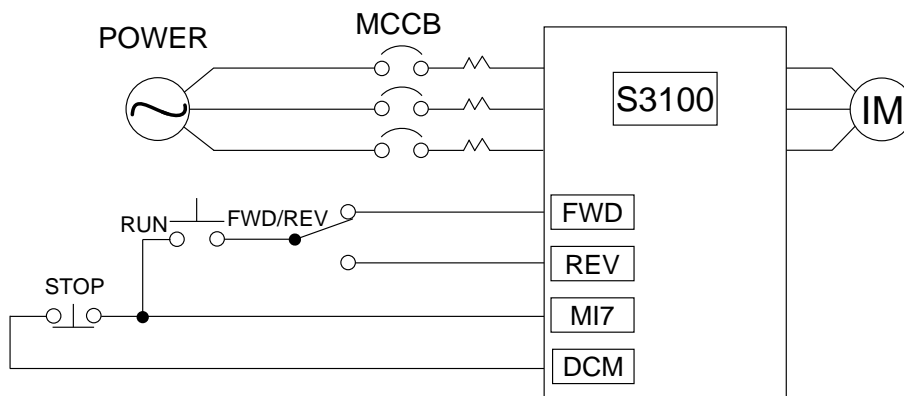 POWER
MCCB
S3100
IM
RUN
FWD/REV
FWD
REV
STOP
MI7
DCM